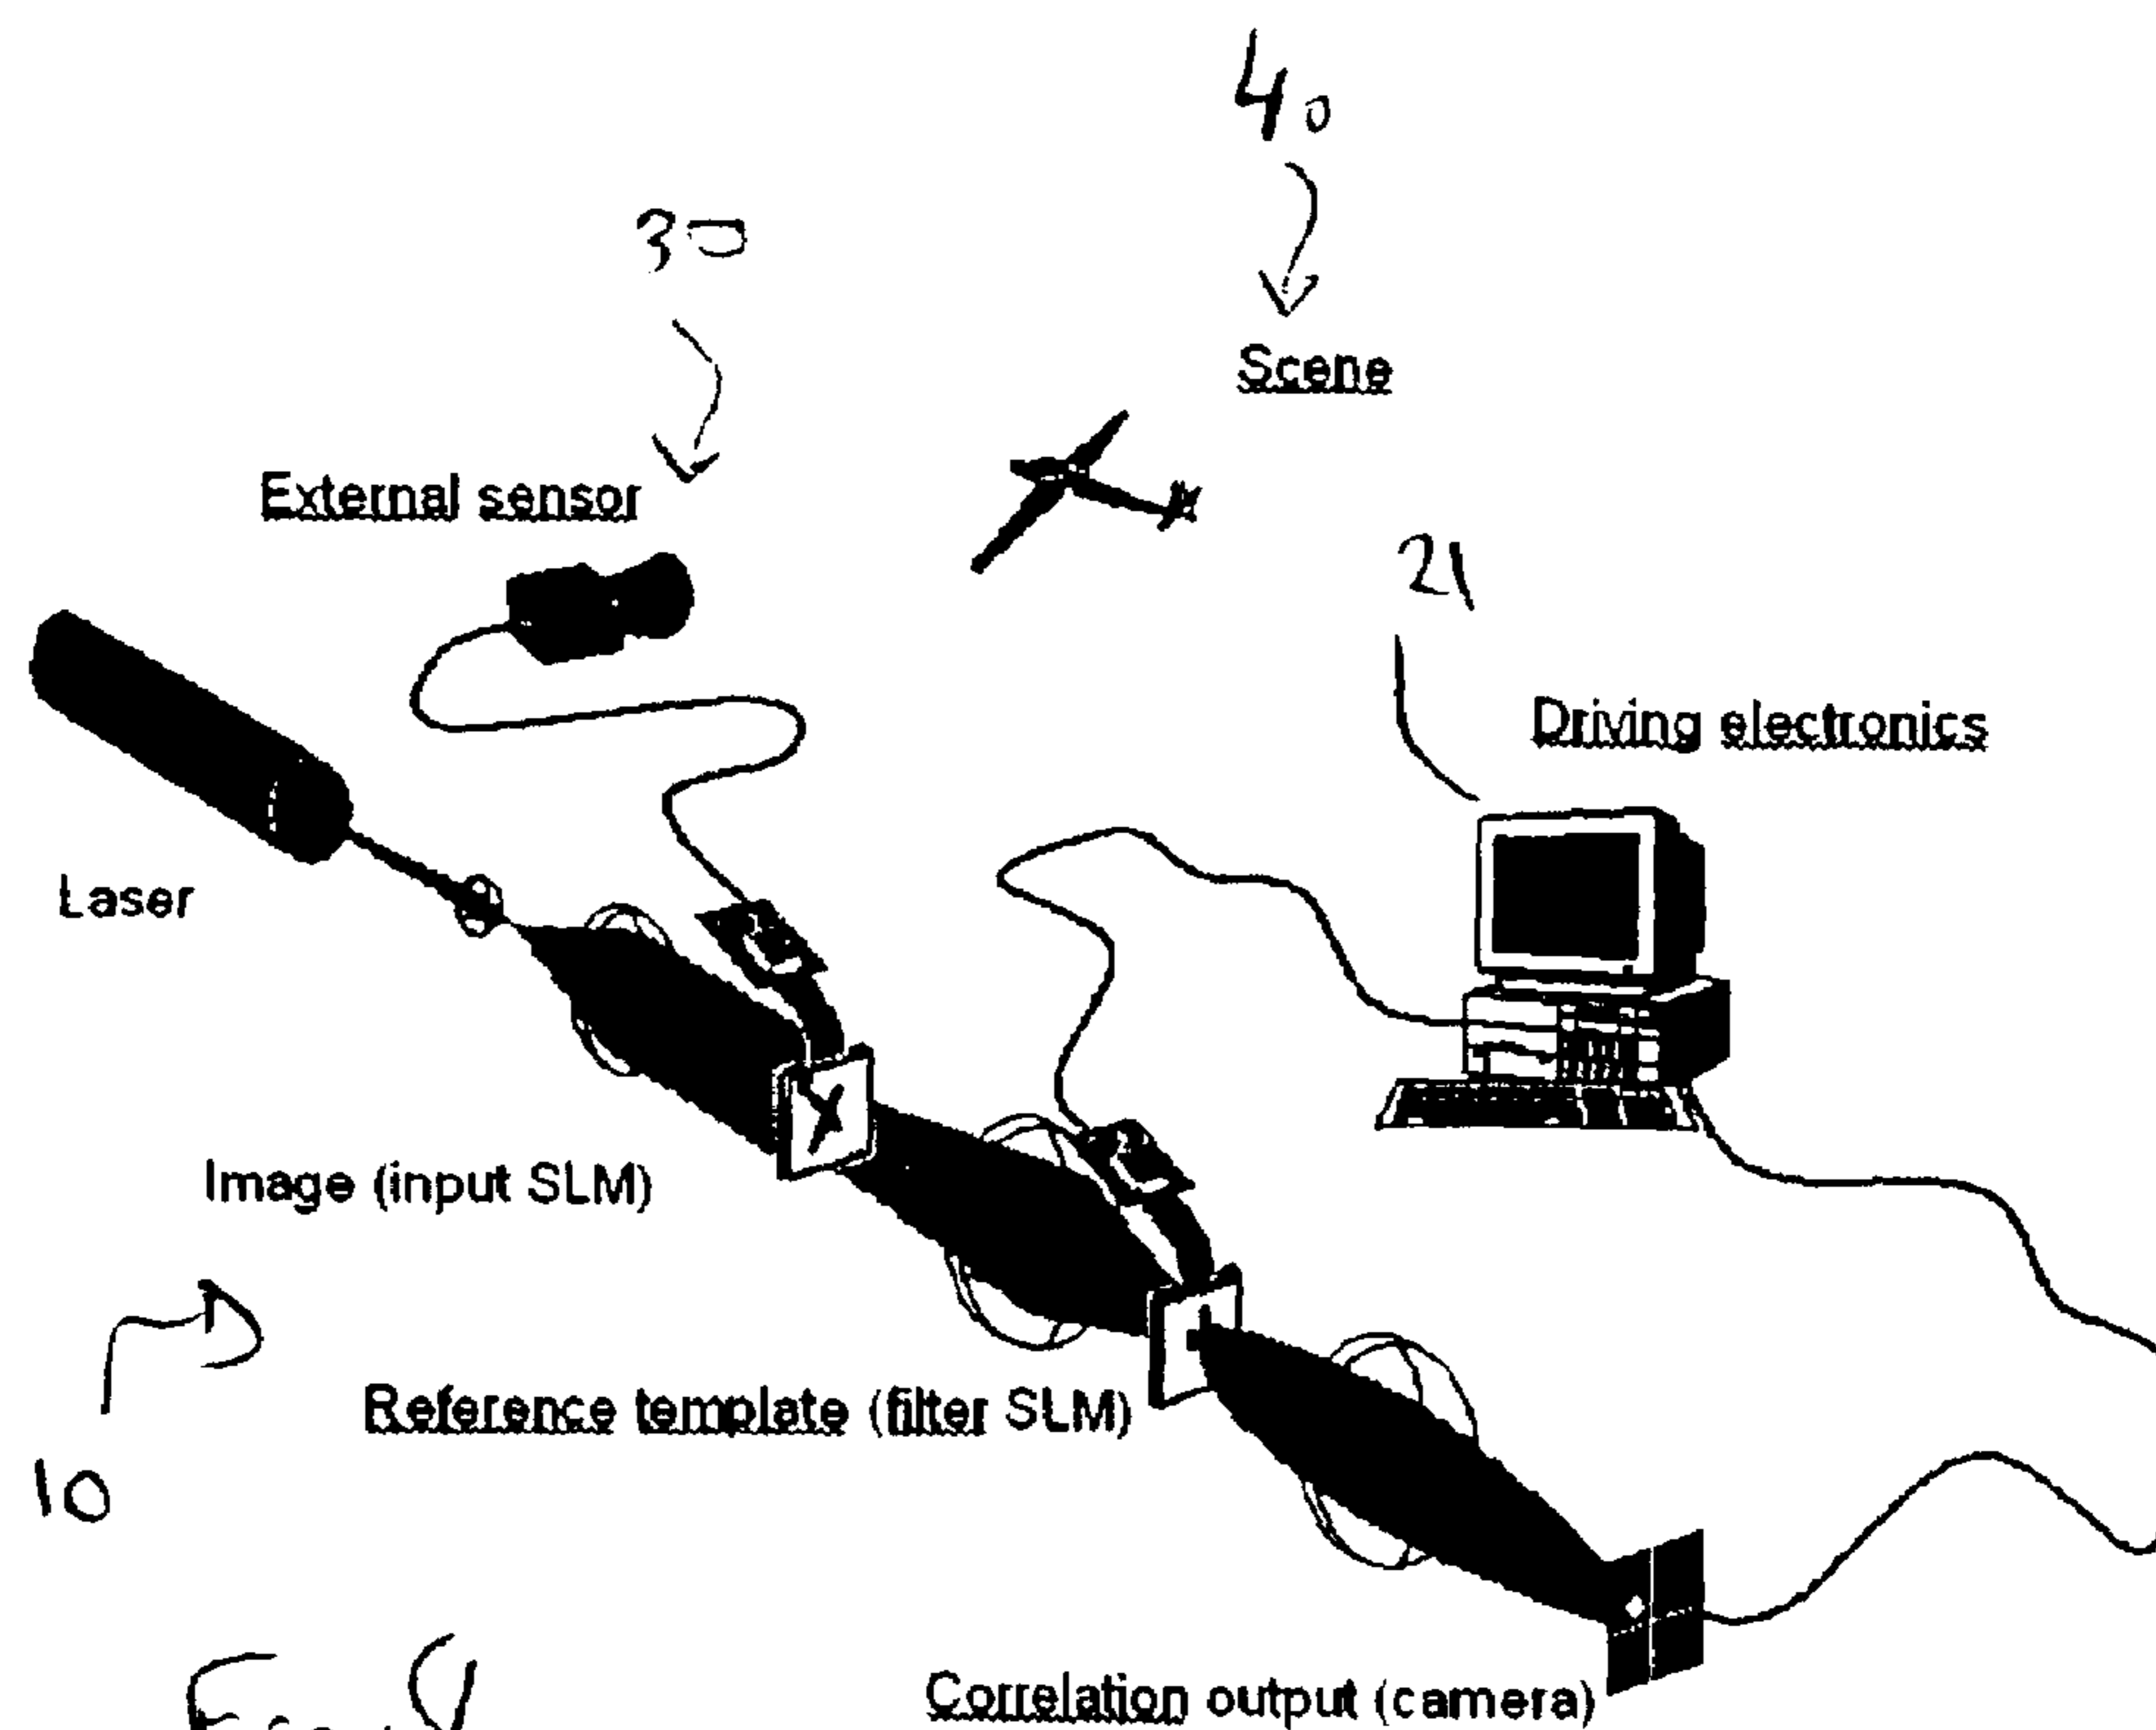 40
30
Scene
External sensor
21
Driving electronics
Laser
Image (input SLM)
Reference template (filter SLM)
10
Correlation output (camera)